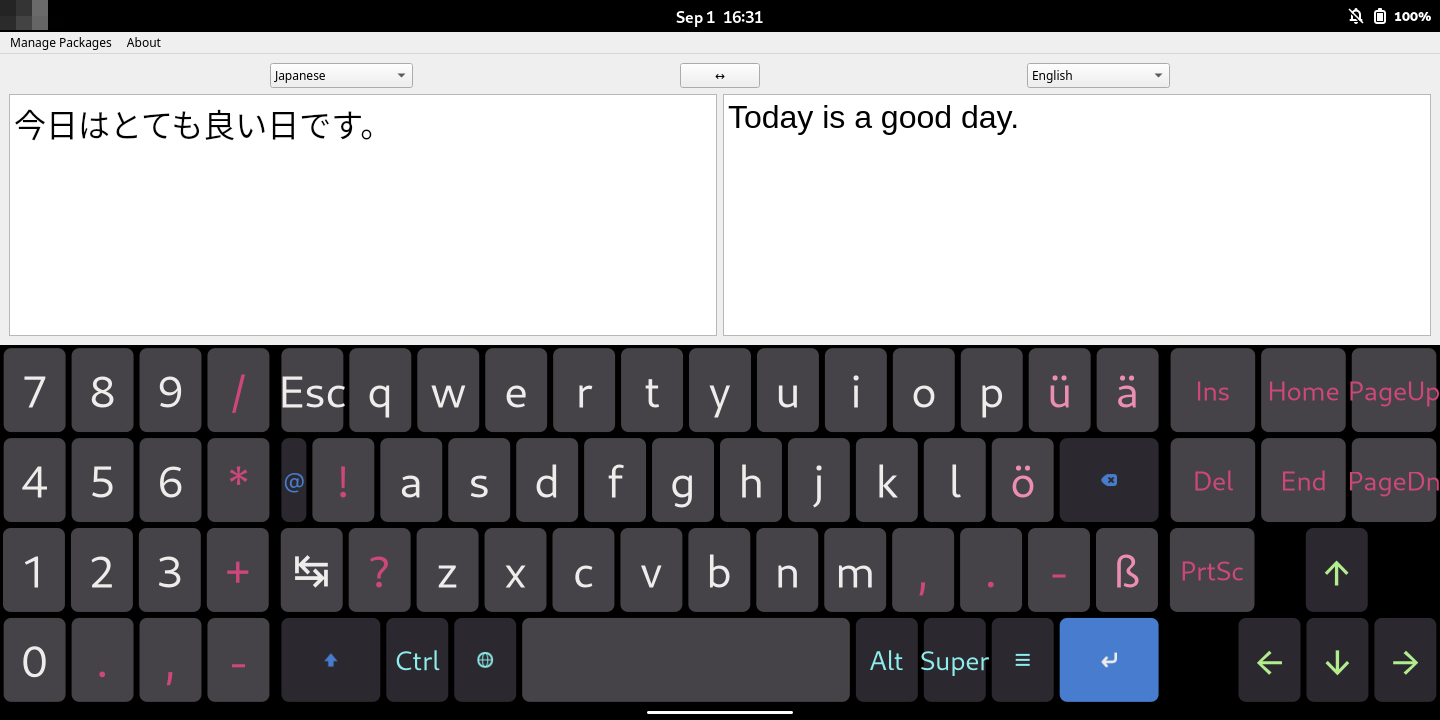 Sep 1 16:31
100%
Manage Packages About
Japanese
↔
English
今日はとても良い日です。
Today is a good day.
7 8 9 / Esc q w e r t y u i o p ü ä Ins Home PageUp
4 5 6 * @ ! a s d f g h j k l ö Del End PageDn
1 2 3 + ↹ ? z x c v b n m , . - ß PrtSc ↑
0 . , - Ctrl Alt Super ≡ ↵ ← ↓ →